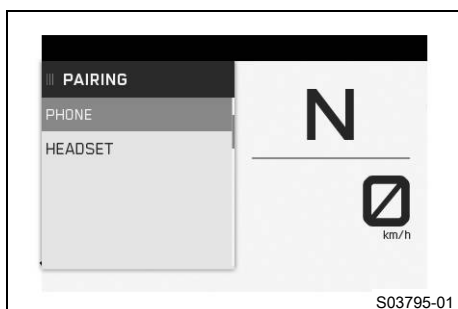 PAIRING
PHONE
HEADSET
N
0
km/h
S03795-01